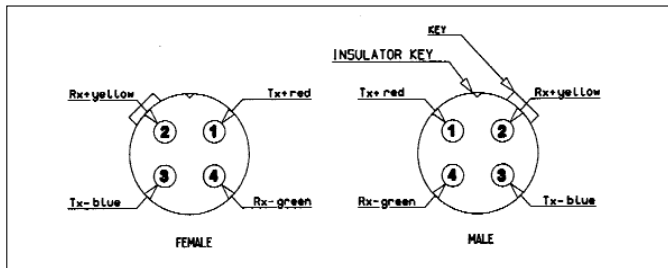 KEY
INSULATOR KEY
Rx+yellow
Tx+red
Tx+red
Rx+yellow
2
1
1
2
3
4
4
3
Tx-blue
Rx-green
Rx-green
Tx-blue
FEMALE
MALE